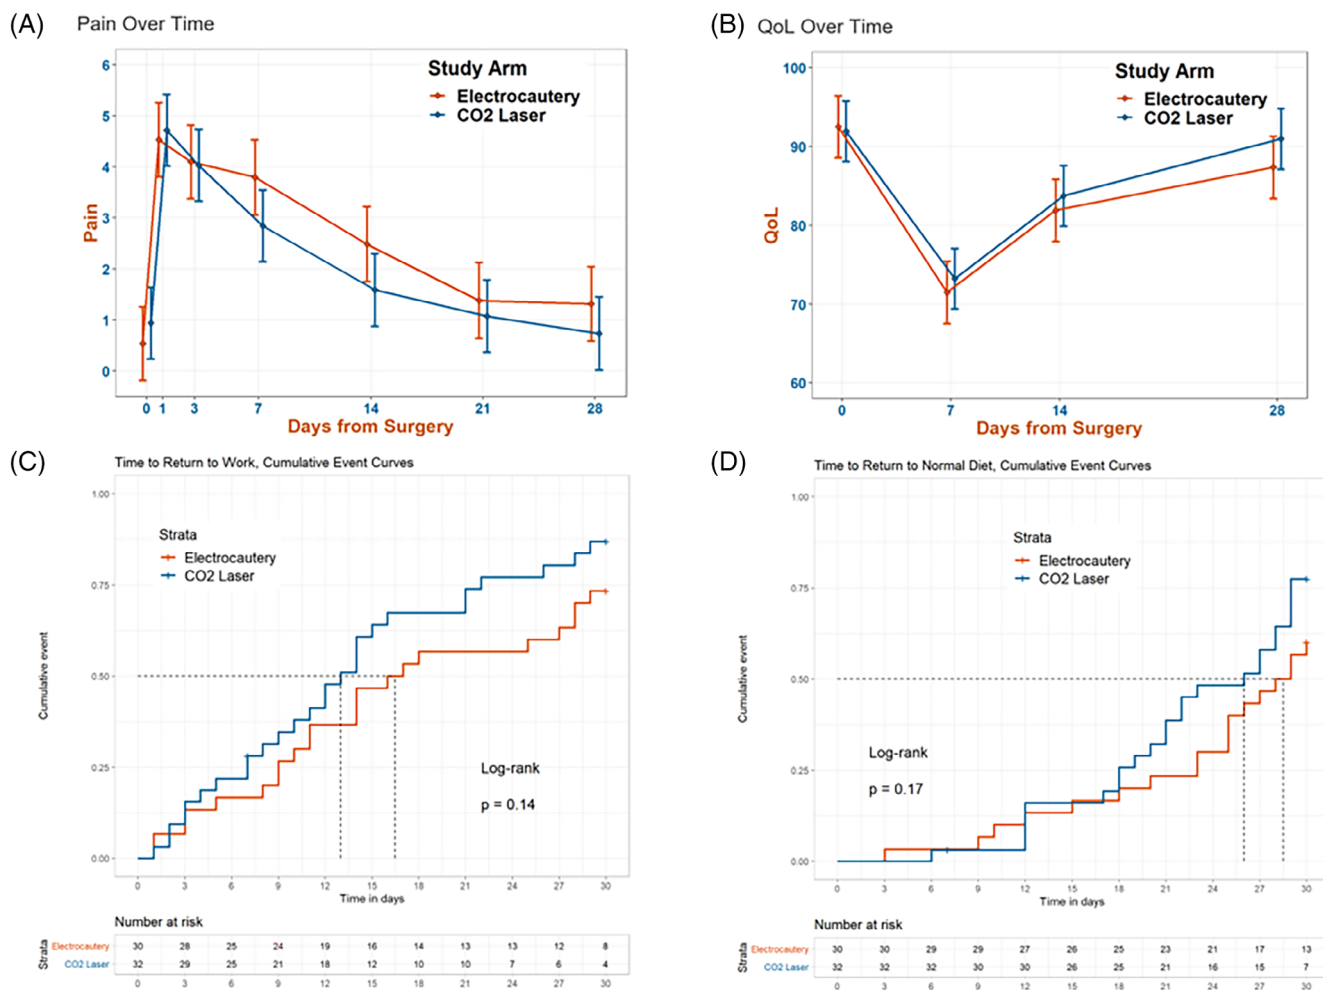 (A) Pain Over Time
Study Arm
Electrocautery
CO2 Laser
Pain
6
5
4
3
2
1
0
0 1 3 7 14 21 28
Days from Surgery
(B) QoL Over Time
Study Arm
Electrocautery
CO2 Laser
QoL
100
90
80
70
60
0 7 14 28
Days from Surgery
(C)
Time to Return to Work, Cumulative Event Curves
Strata
Electrocautery
CO2 Laser
Cumulative event
1.00
0.75
0.50
0.25
0.00
Log-rank
p = 0.14
0 3 6 9 12 15 18 21 24 27 30
Time in days
Number at risk
Strata
Electrocautery 30 28 25 24 19 16 14 13 13 12 8
CO2 Laser 32 29 25 21 18 12 10 10 7 6 4
0 3 6 9 12 15 18 21 24 27 30
(D)
Time to Return to Normal Diet, Cumulative Event Curves
Strata
Electrocautery
CO2 Laser
Cumulative event
1.00
0.75
0.50
0.25
0.00
Log-rank
p = 0.17
0 3 6 9 12 15 18 21 24 27 30
Time in days
Number at risk
Strata
Electrocautery 30 30 29 29 27 26 25 23 21 17 13
CO2 Laser 32 32 32 30 30 26 25 21 16 15 7
0 3 6 9 12 15 18 21 24 27 30